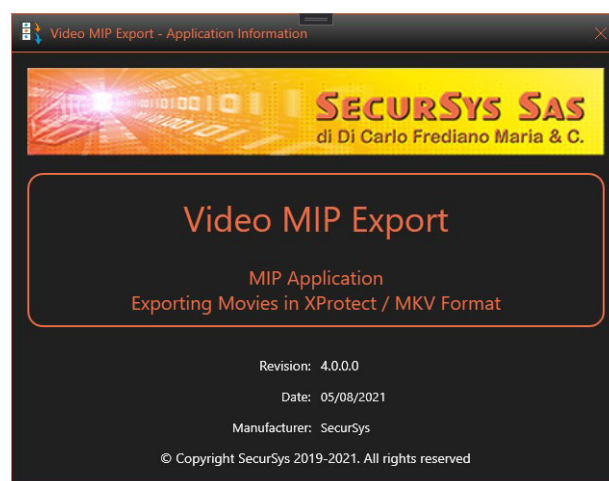 Video MIP Export - Application Information
SECURSYS SAS
di Di Carlo Frediano Maria & C.
Video MIP Export
MIP Application
Exporting Movies in XProtect / MKV Format
Revision: 4.0.0.0
Date: 05/08/2021
Manufacturer: SecurSys
© Copyright SecurSys 2019-2021. All rights reserved